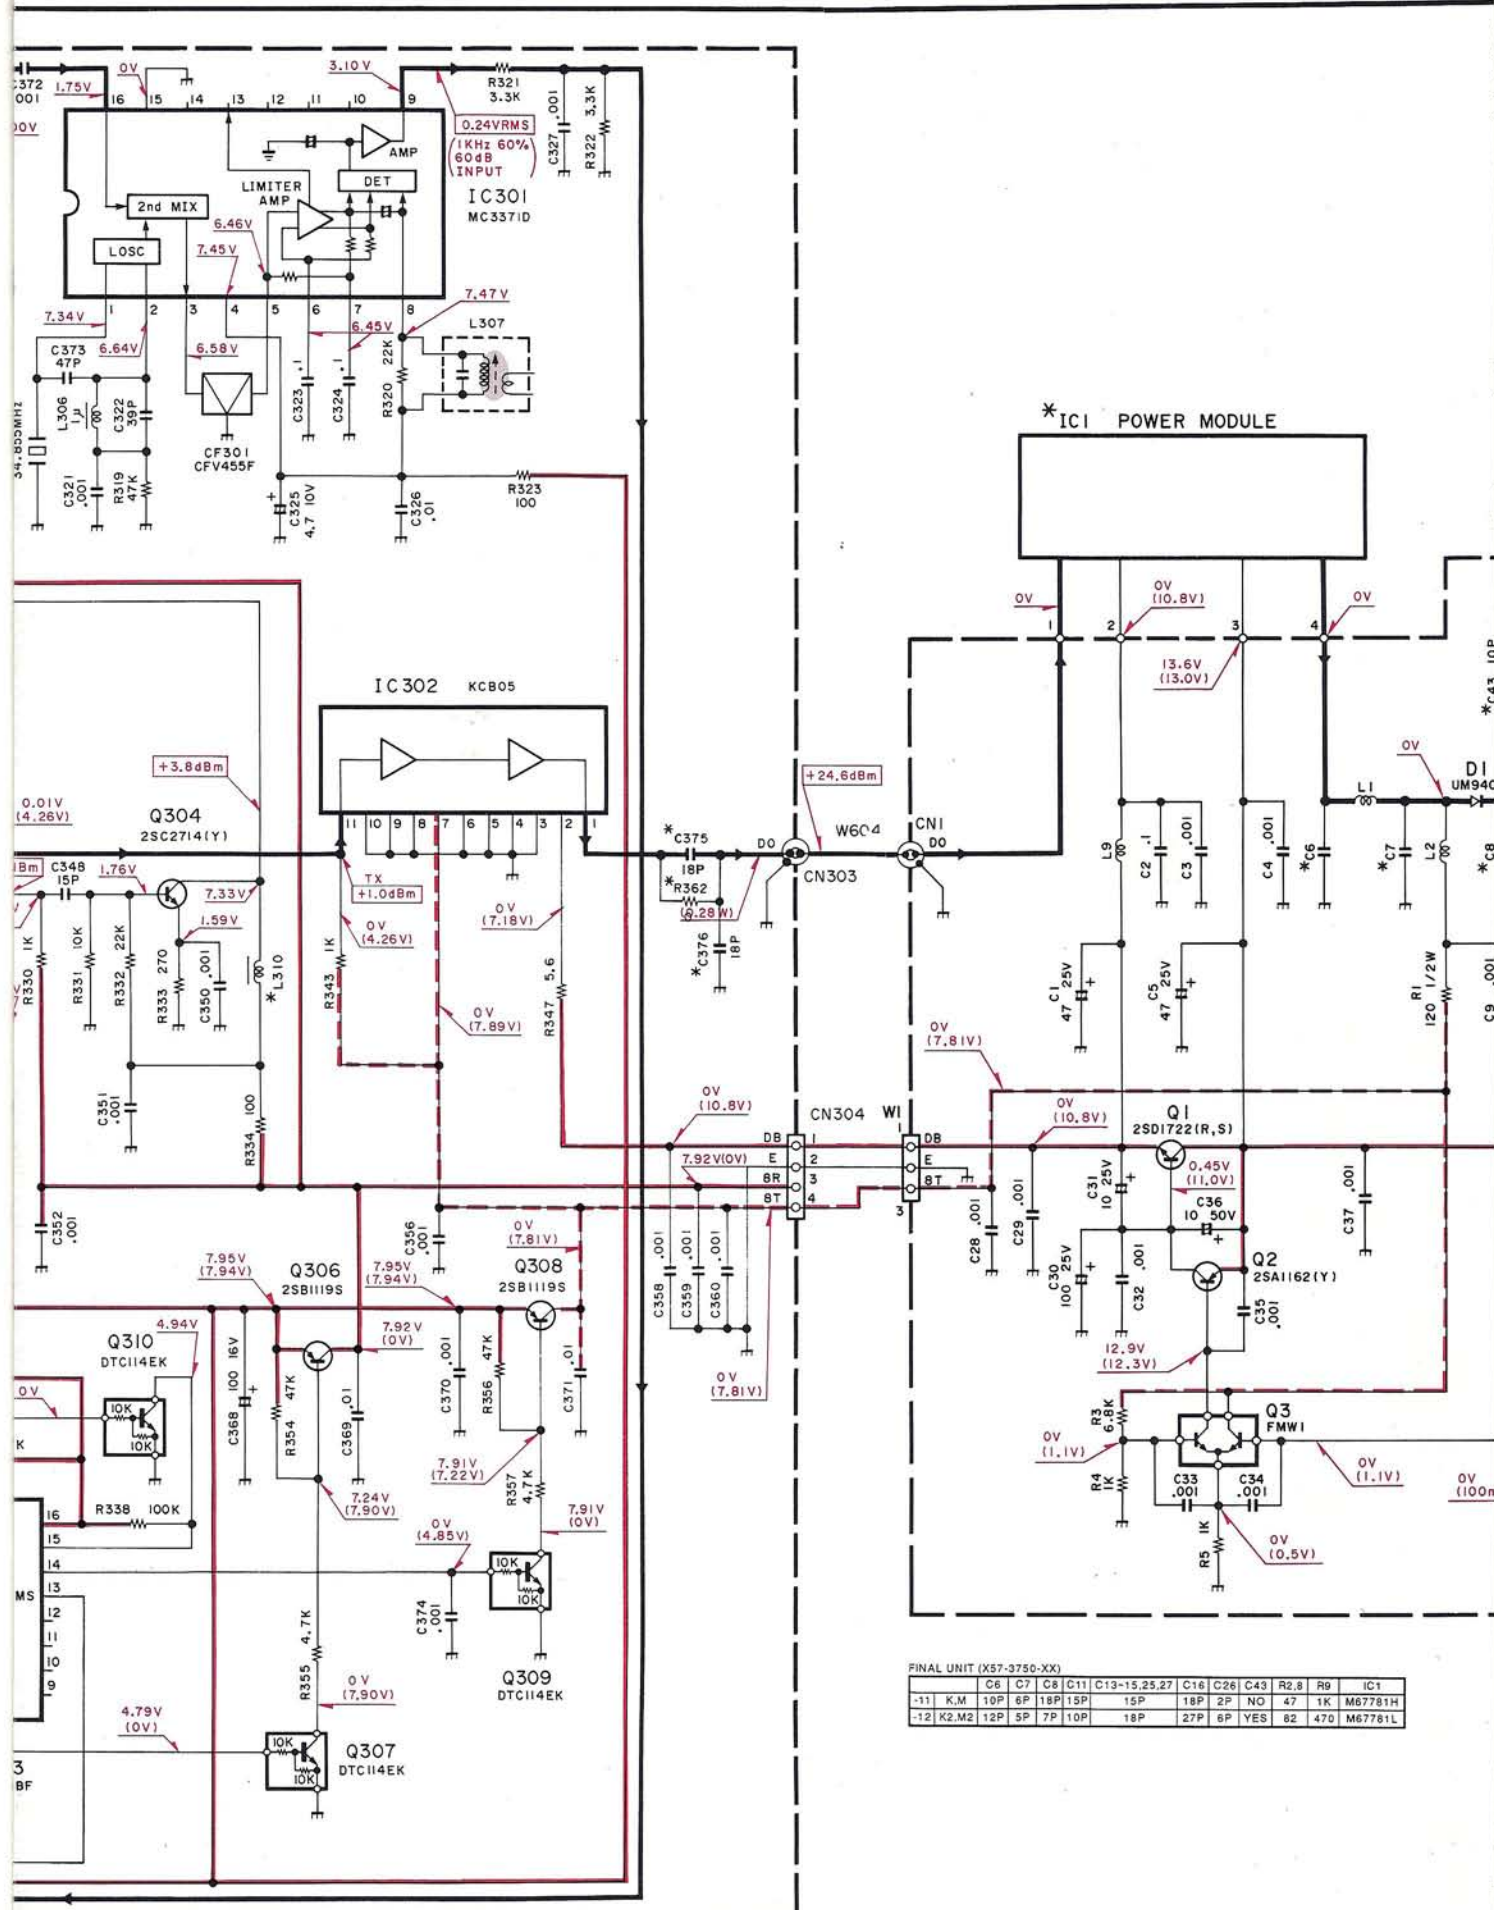 C372
.001
1.75V
0V
3.10V
R321
3.3K
C327 .001
R322 3.3K
16 15 14 13 12 11 10 9
0.24VRMS
(1KHz 60%
60dB
INPUT)
AMP
DET
LIMITER
AMP
IC301
MC3371D
2nd MIX
LOSC
6.46V
7.45V
7.47V
1 2 3 4 5 6 7 8
7.34V
6.64V
6.58V
6.45V
L307
C373
47P
L306
1μ
C322
39P
34.855MHz
C321
.001
R319
47K
CF301
CFV455F
C323 .1
C324 .1
R320 22K
C325
4.7 10V
C326
.01
R323
100
*IC1 POWER MODULE
0V
0V
(10.8V)
0V
1 2 3 4
13.6V
(13.0V)
IC302 KCB05
+3.8dBm
0.01V
(4.26V)
Q304
2SC2714(Y)
11 10 9 8 7 6 5 4 3 2 1
C348
15P
1.76V
7.33V
1.59V
TX
+1.0dBm
0V
(4.26V)
0V
(7.18V)
* C375
18P
* R362
0
(0.28W)
*C376
18P
DO
CN303
+24.6dBm
W604
CN1
DO
L9
C2 .1
C3 .001
C4 .001
*C6
*C7
L1
L2
0V
D1
*C43 10P
*C8
R330 1K
R331 10K
R332 22K
R333 270
C350 .001
*L310
R343 1K
0V
(7.89V)
R347 5.6
C1
47 25V
C5
47 25V
R1
120 1/2W
C9 .001
C351
.001
R334 100
0V
(7.81V)
0V
(10.8V)
CN304 W1
DB 1 1 DB
E 2 E
8R 3
8T 4 3 8T
7.92V(0V)
0V
(10.8V)
Q1
2SD1722(R,S)
0.45V
(11.0V)
C352
.001
C356
.001
0V
(7.81V)
C358 .001
C359 .001
C360 .001
C28 .001
C29 .001
C31
10 25V
C36
10 50V
C37 .001
C30
100 25V
C32 .001
Q2
2SA1162(Y)
C35
.001
7.95V
(7.94V)
Q306
2SB1119S
7.95V
(7.94V)
Q308
2SB1119S
4.94V
Q310
DTC114EK
7.92V
(0V)
12.9V
(12.3V)
0V
(7.81V)
0V
10K
10K
C368 100 16V
R354 47K
C369 .01
C370 .001
R356 47K
C371 .01
R3
6.8K
Q3
FMW1
0V
(1.1V)
R4
1K
C33
.001
C34
.001
0V
(1.1V)
R5 1K
0V
(0.5V)
0V
K
R338 100K
7.24V
(7.90V)
7.91V
(7.22V)
R357
4.7K
7.91V
(0V)
0V
(4.85V)
16
15
14
13
12
11
10
9
MS
10K
10K
C374
.001
Q309
DTC114EK
R355 4.7K
0V
(7.90V)
4.79V
(0V)
10K
10K
Q307
DTC114EK
3
BF
FINAL UNIT (X57-3750-XX)
C6 C7 C8 C11 C13-15,25,27 C16 C26 C43 R2,8 R9 IC1
-11 K,M 10P 6P 18P 15P 15P 18P 2P NO 47 1K M67781H
-12 K2,M2 12P 5P 7P 10P 18P 27P 6P YES 82 470 M67781L